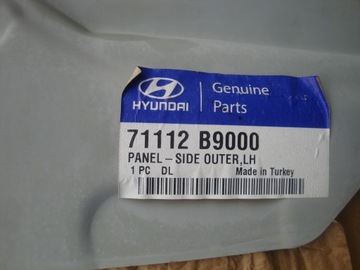 HYUNDAI
Genuine
Parts
71112 B9000
PANEL-SIDE OUTER,LH
1 PC DL Made in Turkey